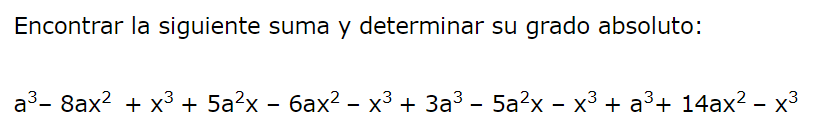 Encontrar la siguiente suma y determinar su grado absoluto:
a³– 8ax² + x³ + 5a²x – 6ax² – x³ + 3a³ – 5a²x – x³ + a³+ 14ax² – x³